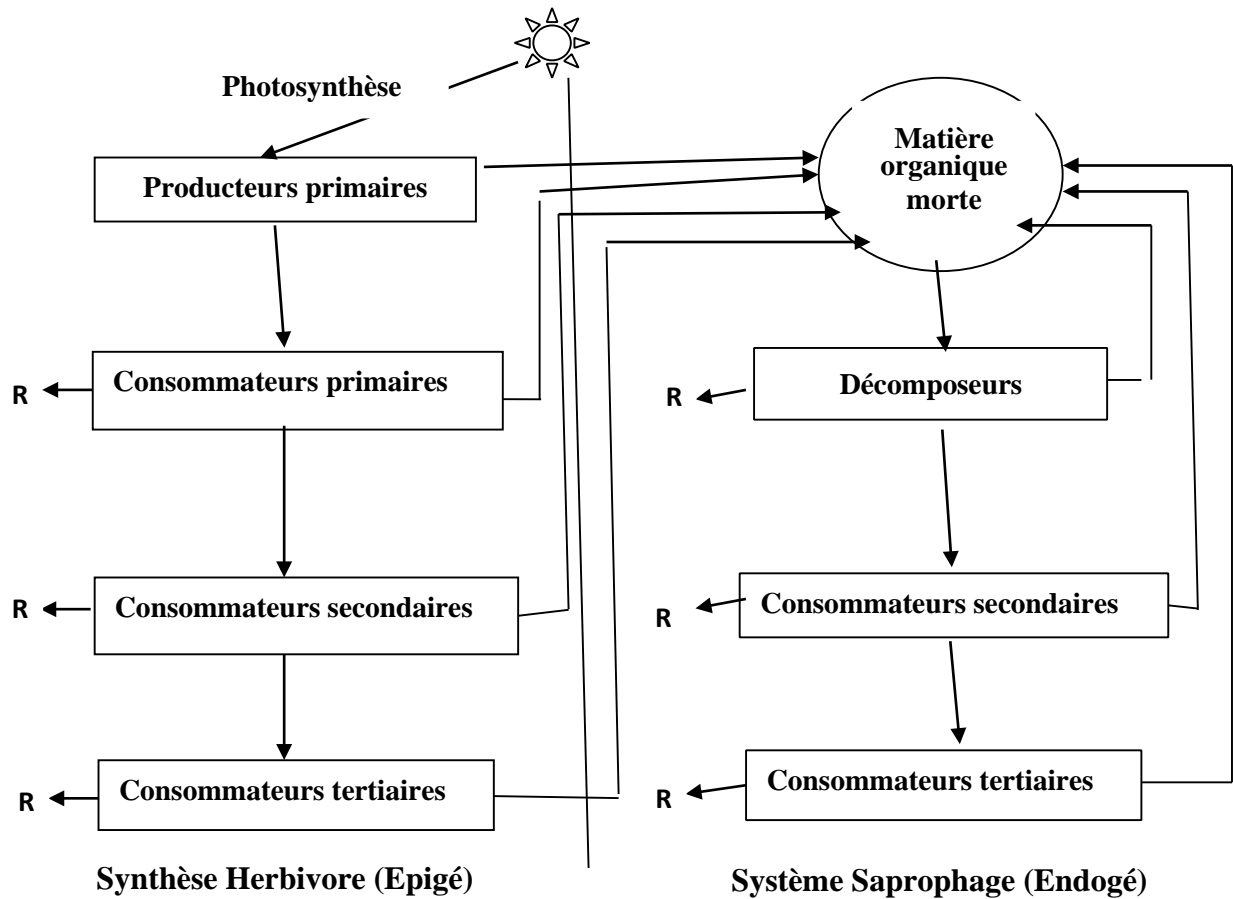 Photosynthèse
Producteurs primaires
Consommateurs primaires
R
Consommateurs secondaires
R
Consommateurs tertiaires
R
Synthèse Herbivore (Epigé)
Matière
organique
morte
Décomposeurs
R
Consommateurs secondaires
R
Consommateurs tertiaires
R
Système Saprophage (Endogé)